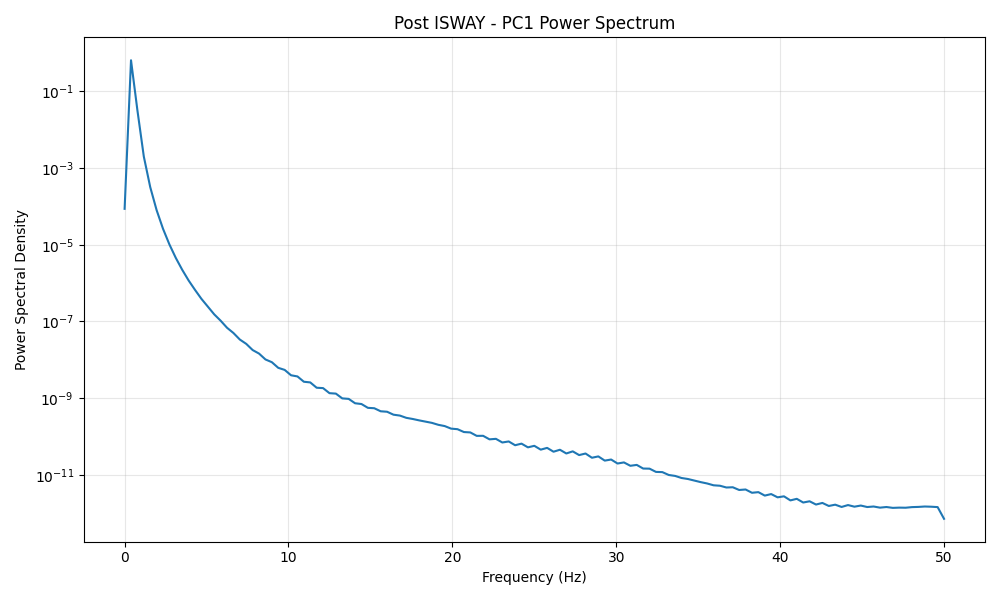 Post ISWAY - PC1 Power Spectrum
Power Spectral Density
10⁻¹
10⁻³
10⁻⁵
10⁻⁷
10⁻⁹
10⁻¹¹
0 10 20 30 40 50
Frequency (Hz)